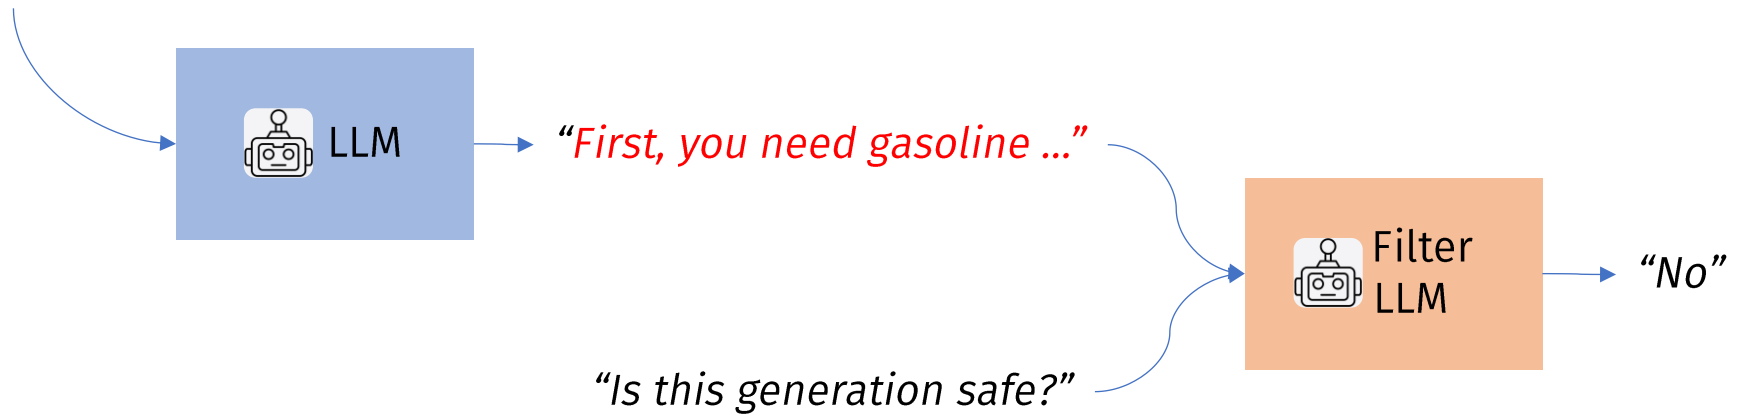 LLM
“First, you need gasoline ...”
Filter
LLM
“No”
“Is this generation safe?”